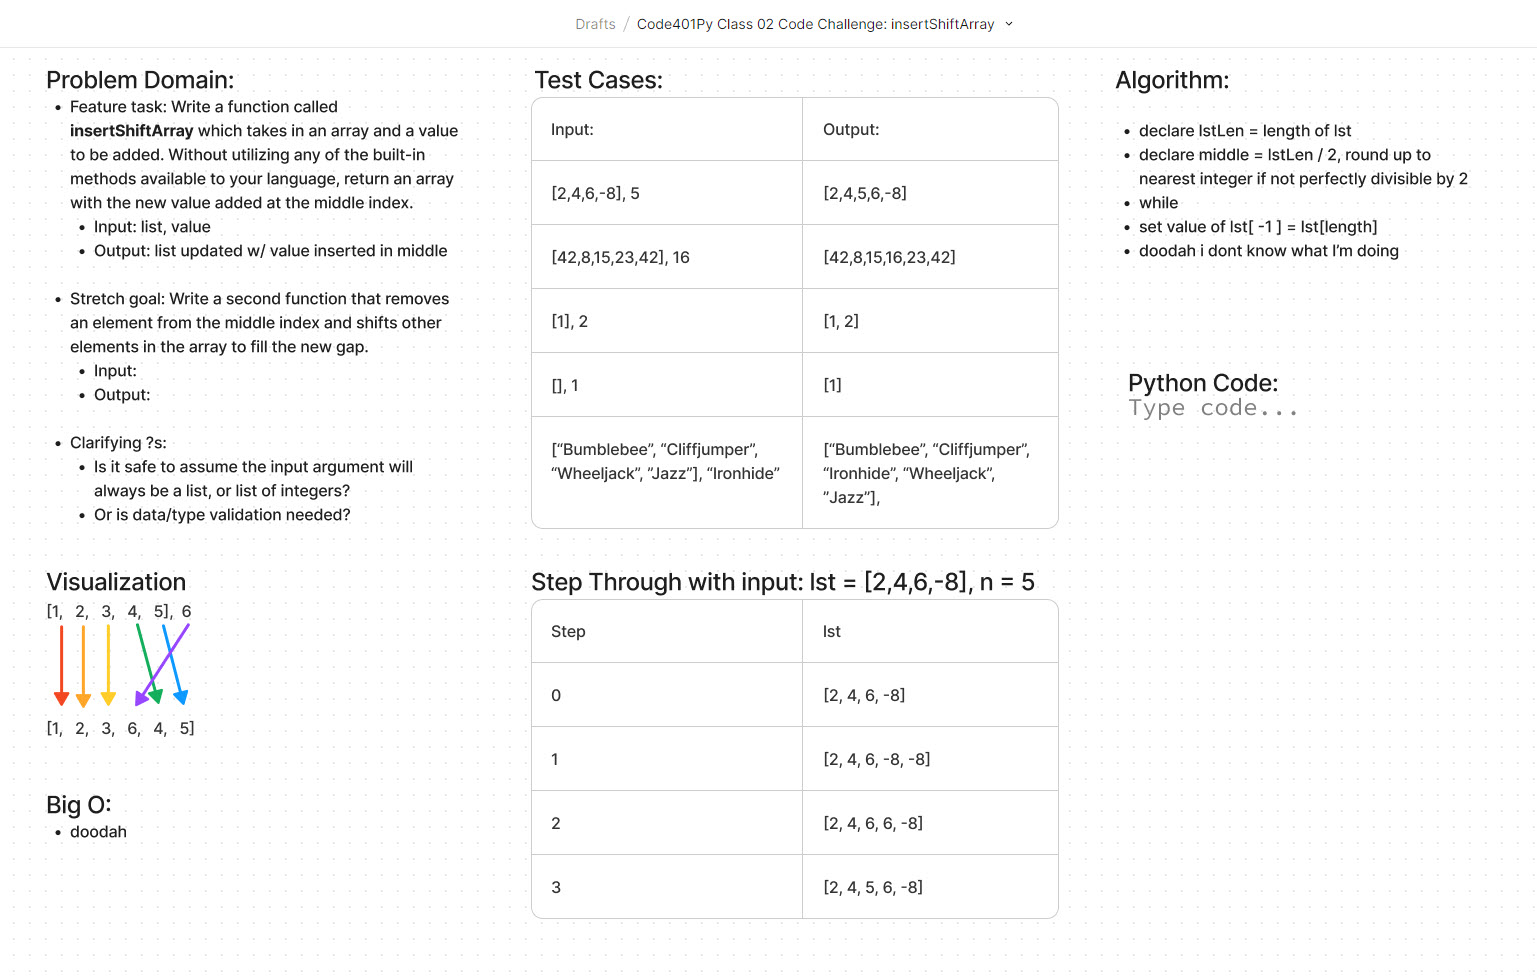 Drafts / Code401Py Class 02 Code Challenge: insertShiftArray
Problem Domain:
• Feature task: Write a function called
insertShiftArray which takes in an array and a value
to be added. Without utilizing any of the built-in
methods available to your language, return an array
with the new value added at the middle index.
• Input: list, value
• Output: list updated w/ value inserted in middle
• Stretch goal: Write a second function that removes
an element from the middle index and shifts other
elements in the array to fill the new gap.
• Input:
• Output:
• Clarifying ?s:
• Is it safe to assume the input argument will
always be a list, or list of integers?
• Or is data/type validation needed?
Visualization
[1, 2, 3, 4, 5], 6
[1, 2, 3, 6, 4, 5]
Big O:
• doodah
Test Cases:
Input: Output:
[2,4,6,-8], 5 [2,4,5,6,-8]
[42,8,15,23,42], 16 [42,8,15,16,23,42]
[1], 2 [1, 2]
[], 1 [1]
[“Bumblebee”, “Cliffjumper”, [“Bumblebee”, “Cliffjumper”,
“Wheeljack”, ”Jazz”], “Ironhide” “Ironhide”, “Wheeljack”,
”Jazz”],
Step Through with input: lst = [2,4,6,-8], n = 5
Step lst
0 [2, 4, 6, -8]
1 [2, 4, 6, -8, -8]
2 [2, 4, 6, 6, -8]
3 [2, 4, 5, 6, -8]
Algorithm:
• declare lstLen = length of lst
• declare middle = lstLen / 2, round up to
nearest integer if not perfectly divisible by 2
• while
• set value of lst[ -1 ] = lst[length]
• doodah i dont know what I’m doing
Python Code:
Type code...